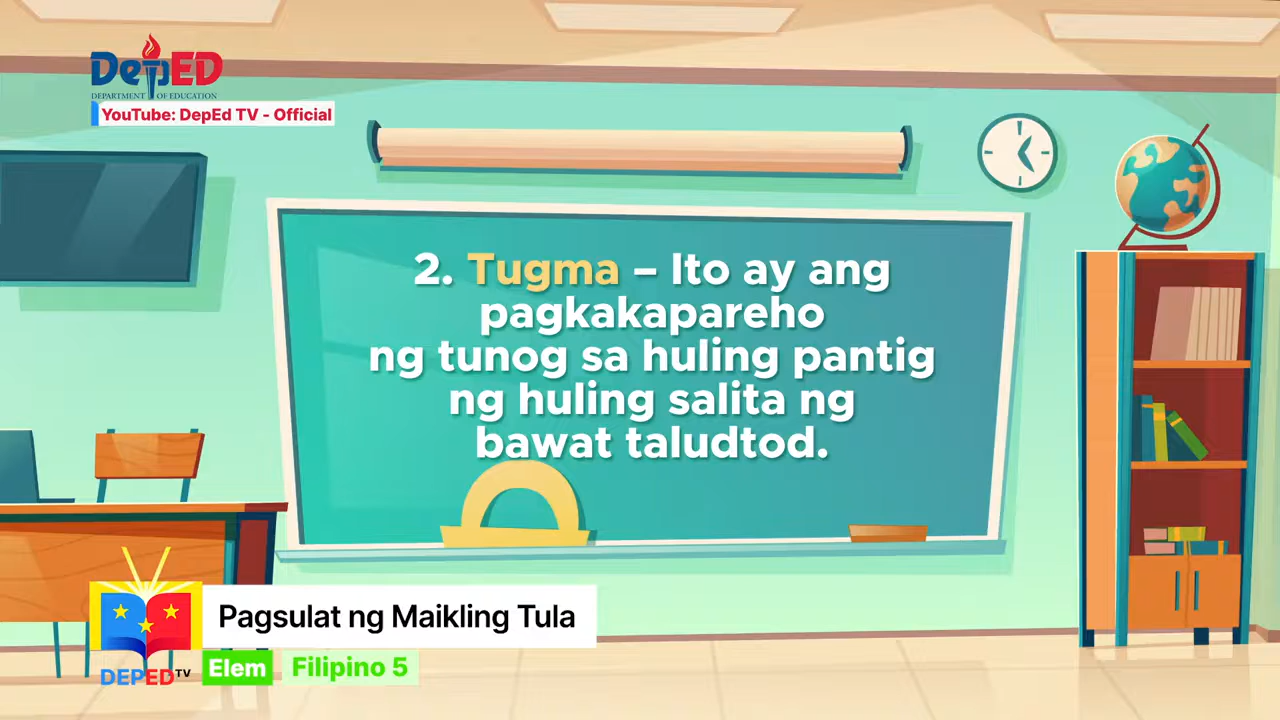 DepED
DEPARTMENT OF EDUCATION
YouTube: DepEd TV - Official
2. Tugma – Ito ay ang
pagkakapareho
ng tunog sa huling pantig
ng huling salita ng
bawat taludtod.
Pagsulat ng Maikling Tula
DEPED TV
Elem Filipino 5